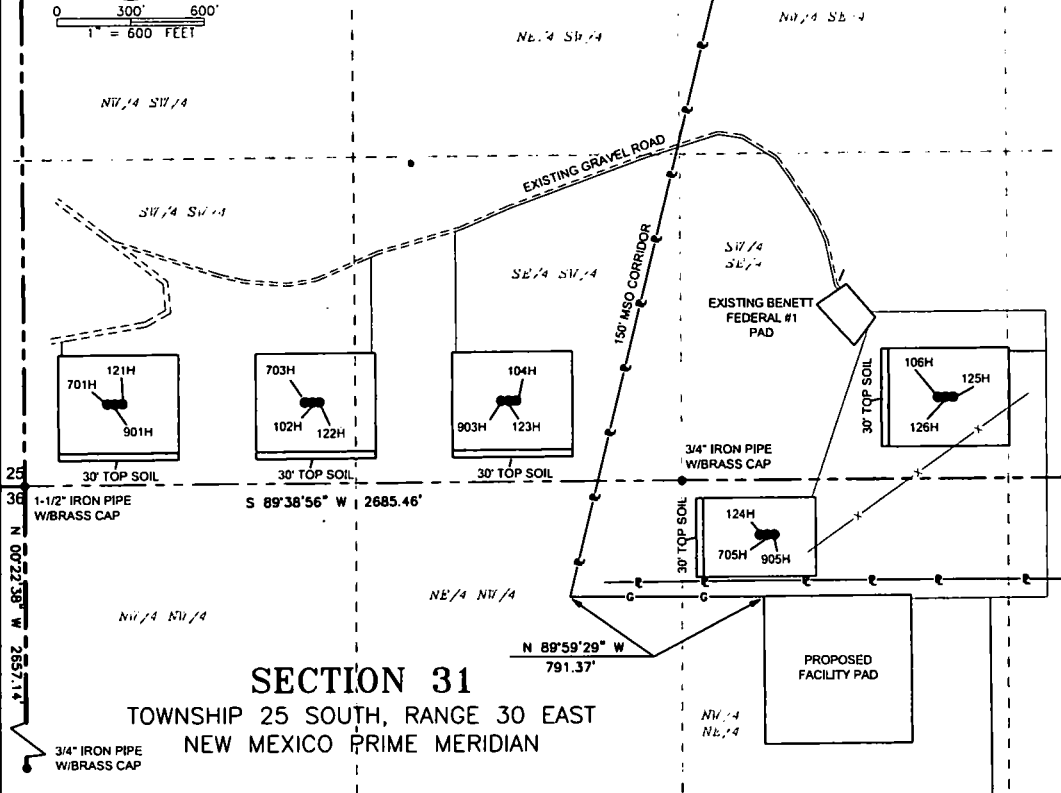 0 300' 600'
1" = 600 FEET
NE/4 SW/4
NW/4 SE/4
NW/4 SW/4
EXISTING GRAVEL ROAD
SW/4 SW/4
SE/4 SW/4
150' MSO CORRIDOR
SW/4
SE/4
EXISTING BENETT
FEDERAL #1
PAD
701H
121H
901H
30' TOP SOIL
703H
102H
122H
30' TOP SOIL
104H
903H
123H
30' TOP SOIL
30' TOP SOIL
106H
125H
126H
25
36
1-1/2" IRON PIPE
W/BRASS CAP
S 89°38'56" W 2685.46'
3/4" IRON PIPE
W/BRASS CAP
30' TOP SOIL
124H
705H
905H
N 00°22'38" W 2657.14'
NW/4 NW/4
NE/4 NW/4
G G
N 89°59'29" W
791.37'
PROPOSED
FACILITY PAD
NW/4
NE/4
SECTION 31
TOWNSHIP 25 SOUTH, RANGE 30 EAST
NEW MEXICO PRIME MERIDIAN
3/4" IRON PIPE
W/BRASS CAP